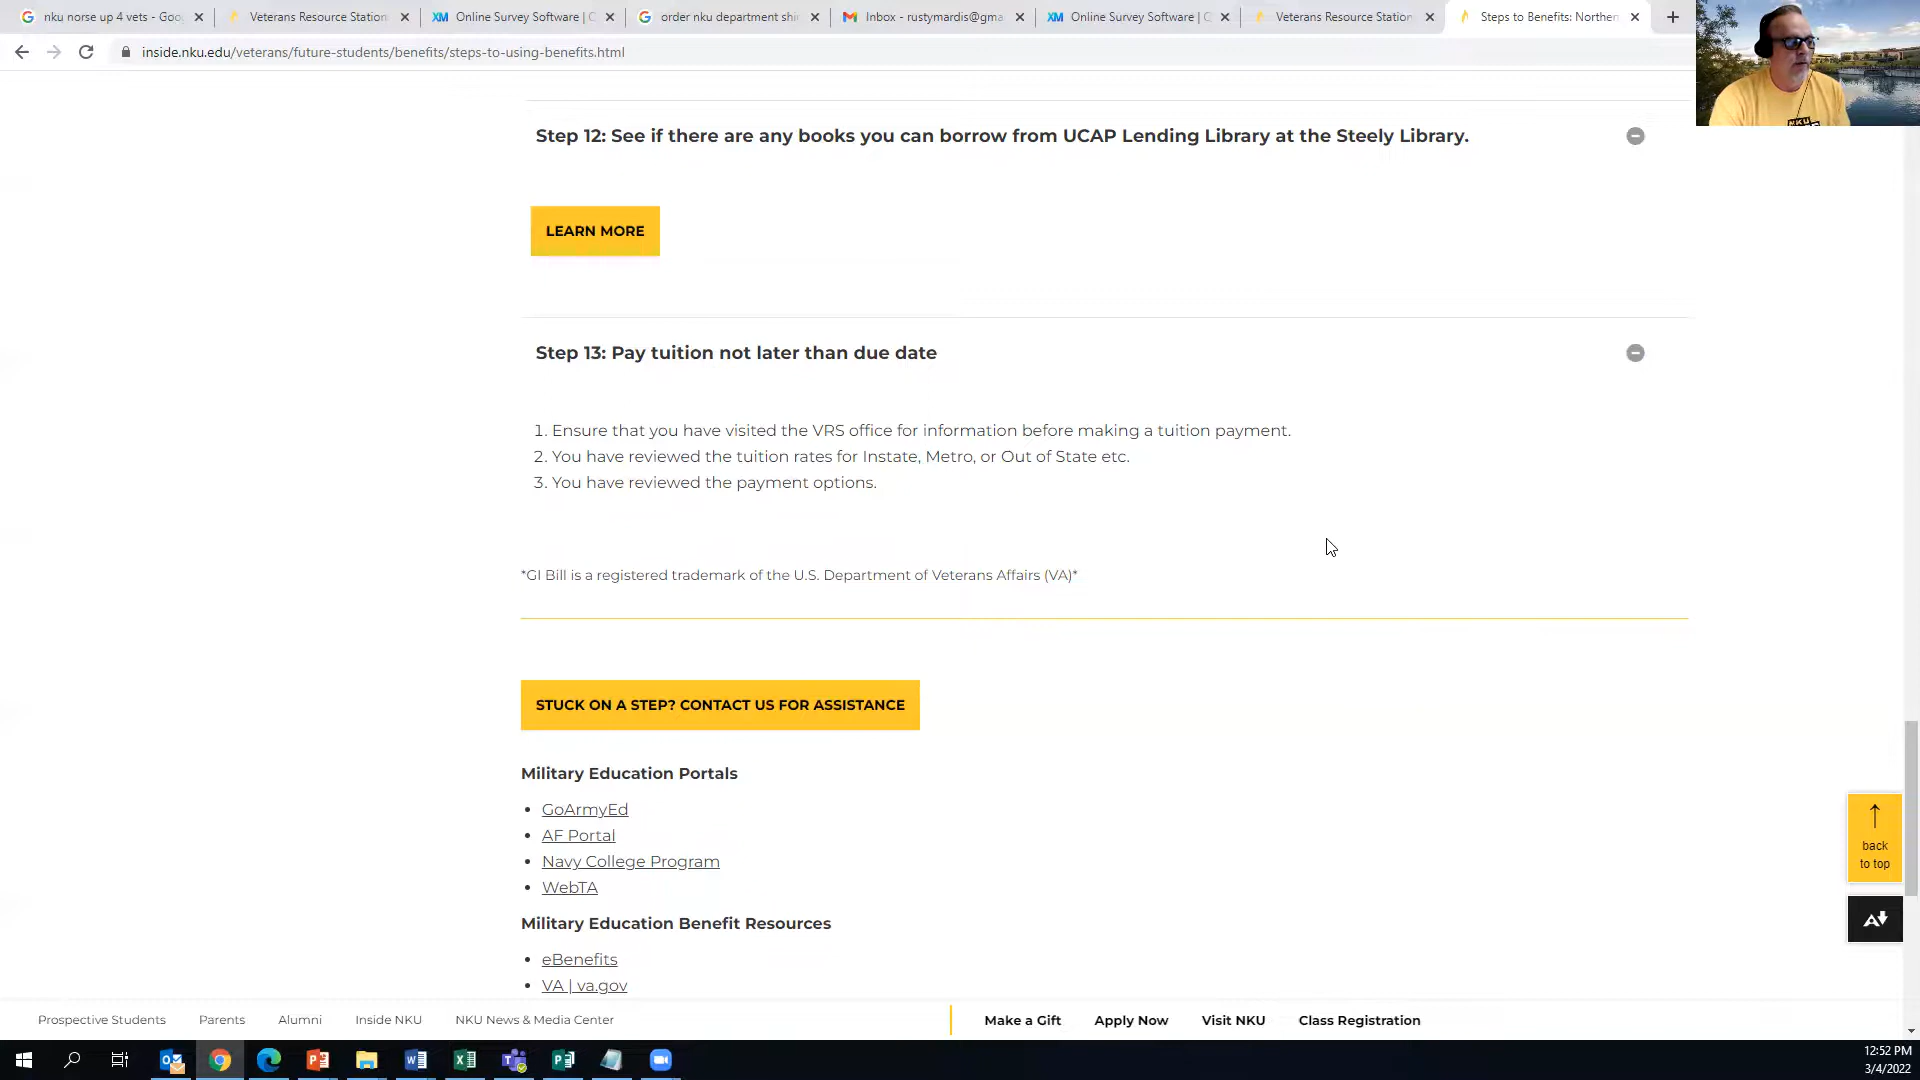 nku norse up 4 vets - Goo
Veterans Resource Station
Online Survey Software | Q
order nku department shi
Inbox - rustymardis@gma
Online Survey Software | Q
Veterans Resource Station
Steps to Benefits: Northern
inside.nku.edu/veterans/future-students/benefits/steps-to-using-benefits.html
Step 12: See if there are any books you can borrow from UCAP Lending Library at the Steely Library.
LEARN MORE
Step 13: Pay tuition not later than due date
1. Ensure that you have visited the VRS office for information before making a tuition payment.
2. You have reviewed the tuition rates for Instate, Metro, or Out of State etc.
3. You have reviewed the payment options.
*GI Bill is a registered trademark of the U.S. Department of Veterans Affairs (VA)*
STUCK ON A STEP? CONTACT US FOR ASSISTANCE
Military Education Portals
• GoArmyEd
• AF Portal
• Navy College Program
• WebTA
Military Education Benefit Resources
• eBenefits
• VA | va.gov
back
to top
Prospective Students Parents Alumni Inside NKU NKU News & Media Center Make a Gift Apply Now Visit NKU Class Registration
12:52 PM
3/4/2022
NKU